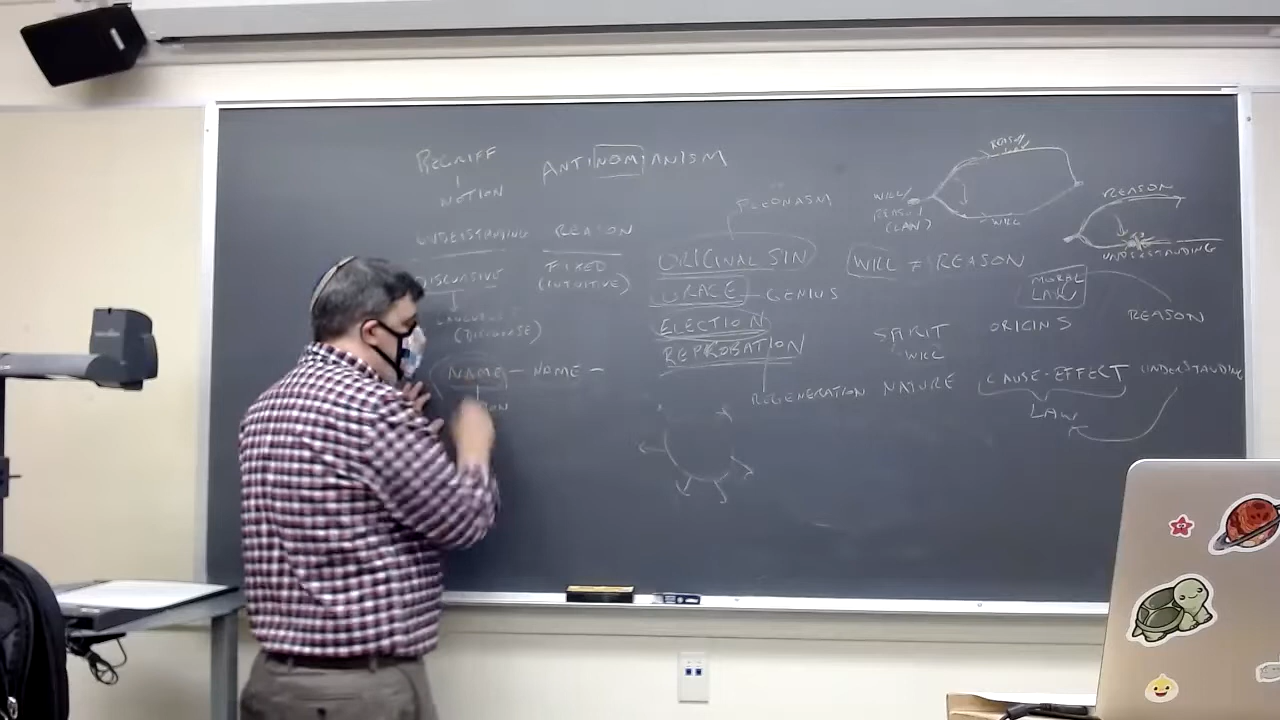 BEGRIFF
NOTION
ANTINOMIANISM
UNDERSTANDING
REASON
DISCURSIVE
FIXED
(INTUITIVE)
(DISCOURSE)
NAME - NAME -
PLEONASM
ORIGINAL SIN
GRACE - GENIUS
ELECTION
REPROBATION
REGENERATION
REASON
WILL/
REASON
(LAW)
WILL
REASON
UNDERSTANDING
WILL ≠ REASON
MORAL
LAW
REASON
SPIRIT
WILL
ORIGINS
NATURE
CAUSE-EFFECT
UNDERSTANDING
LAW